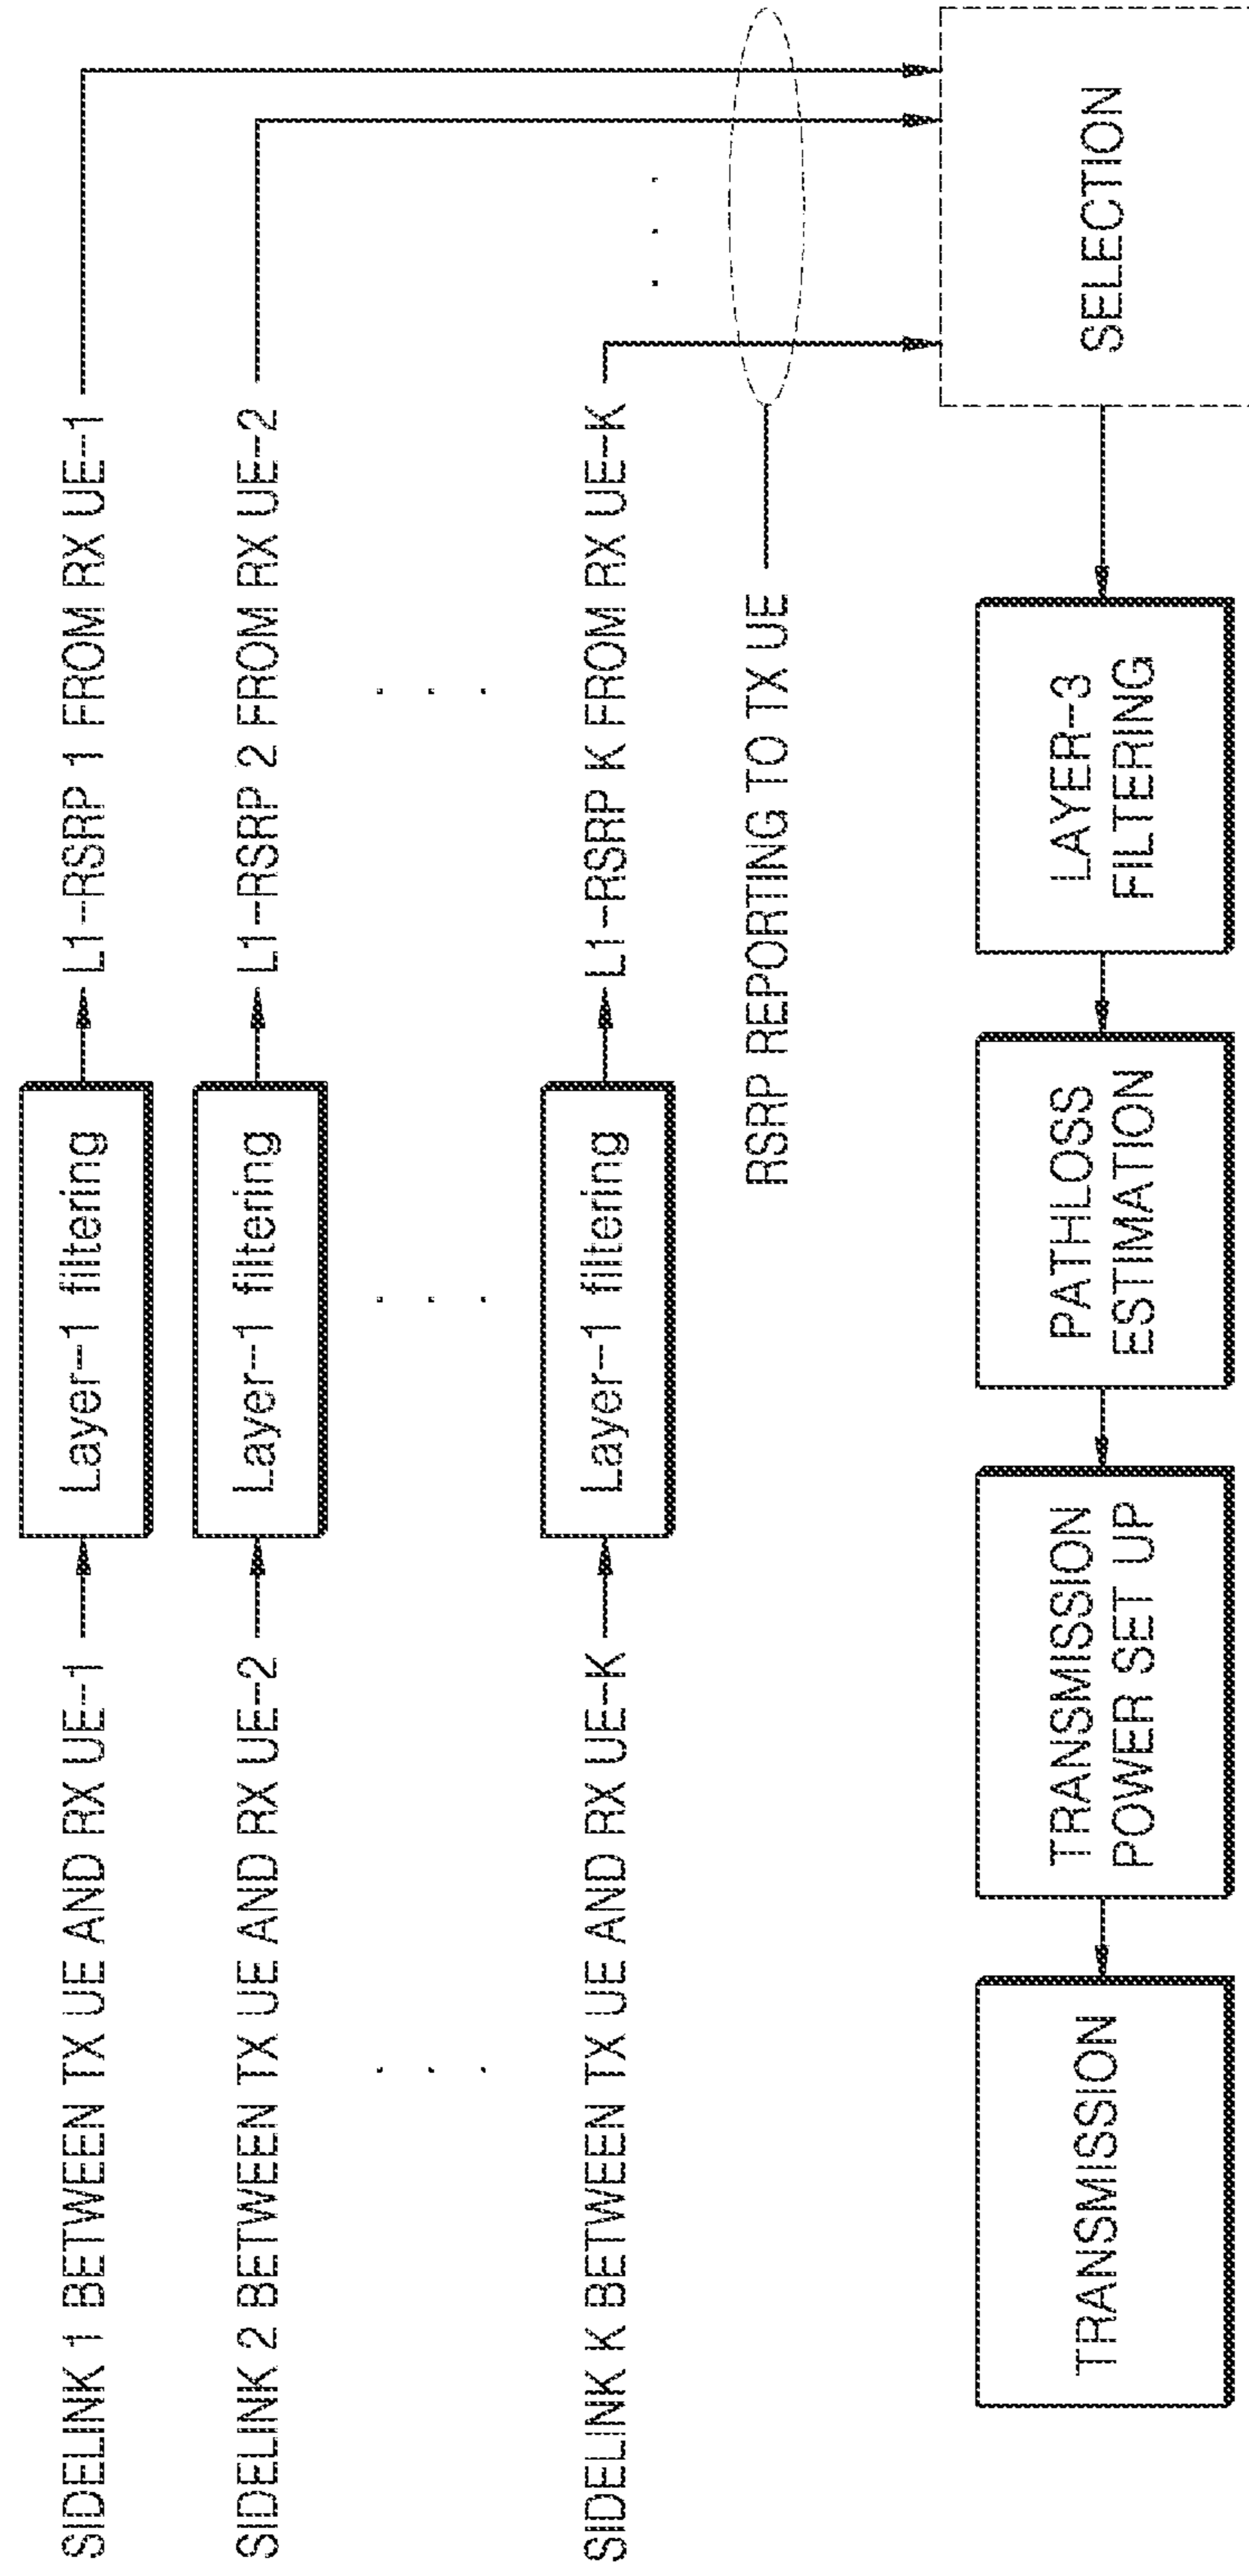 SIDELINK 1 BETWEEN TX UE AND RX UE-1
Layer-1 filtering
L1-RSRP 1 FROM RX UE-1
SIDELINK 2 BETWEEN TX UE AND RX UE-2
Layer-1 filtering
L1-RSRP 2 FROM RX UE-2
. . .
. . .
. . .
SIDELINK K BETWEEN TX UE AND RX UE-K
Layer-1 filtering
L1-RSRP K FROM RX UE-K
. . .
RSRP REPORTING TO TX UE
TRANSMISSION
TRANSMISSION
POWER SET UP
PATHLOSS
ESTIMATION
LAYER-3
FILTERING
SELECTION